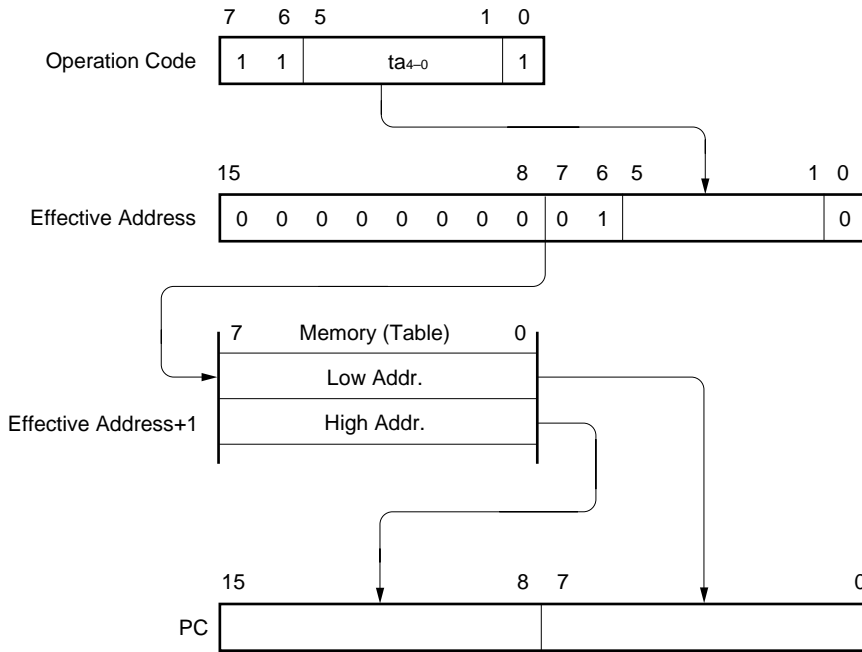 7 6 5 1 0
Operation Code 1 1 ta4–0 1
15 8 7 6 5 1 0
Effective Address 0 0 0 0 0 0 0 0 0 1 0
7 Memory (Table) 0
Low Addr.
Effective Address+1 High Addr.
15 8 7 0
PC